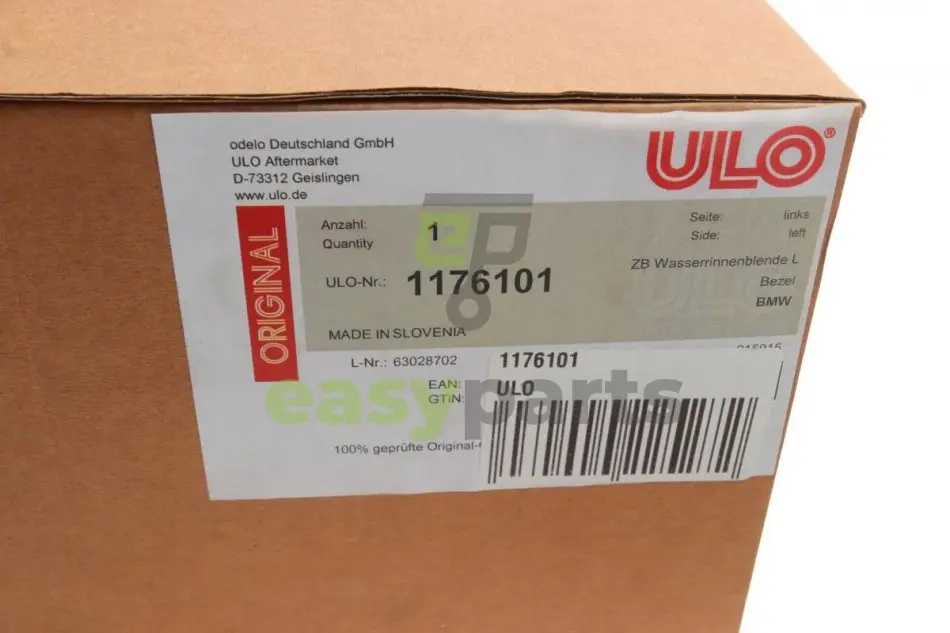 odelo Deutschland GmbH
ULO Aftermarket
D-73312 Geislingen
www.ulo.de
ULO®
ORIGINAL
Anzahl: 1
Quantity
Seite: links
Side: left
ULO-Nr.: 1176101
ZB Wasserrinnenblende L
Bezel
BMW
MADE IN SLOVENIA
L-Nr.: 63028702
EAN:
GTIN:
1176101
ULO
100% geprüfte Original-
easyparts
ep